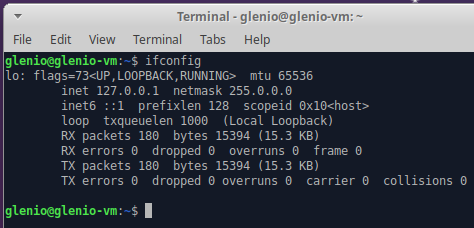 Terminal - glenio@glenio-vm: ~
File Edit View Terminal Tabs Help
glenio@glenio-vm:~$ ifconfig
lo: flags=73<UP,LOOPBACK,RUNNING>  mtu 65536
        inet 127.0.0.1  netmask 255.0.0.0
        inet6 ::1  prefixlen 128  scopeid 0x10<host>
        loop  txqueuelen 1000  (Local Loopback)
        RX packets 180  bytes 15394 (15.3 KB)
        RX errors 0  dropped 0  overruns 0  frame 0
        TX packets 180  bytes 15394 (15.3 KB)
        TX errors 0  dropped 0 overruns 0  carrier 0  collisions 0
glenio@glenio-vm:~$